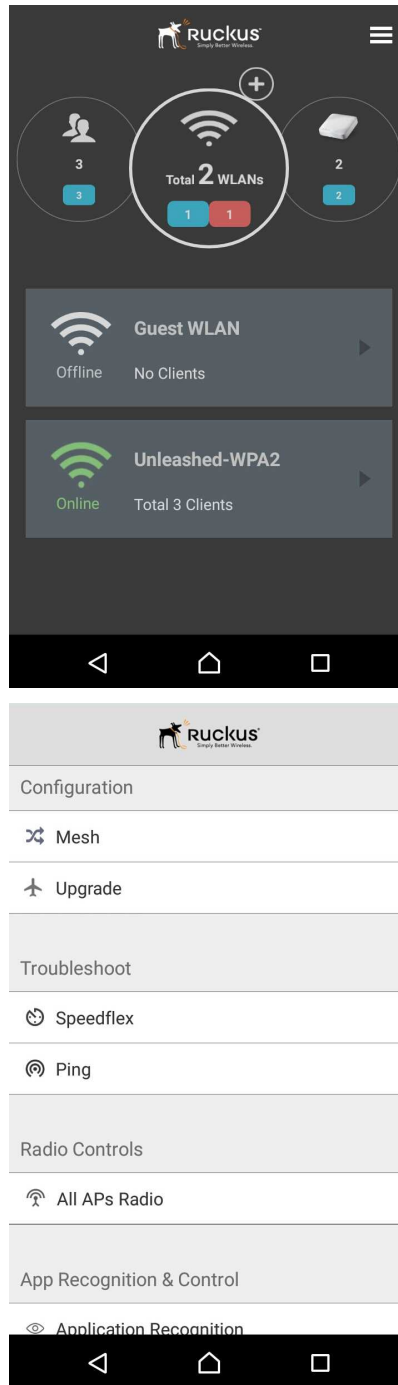 Ruckus
Simply Better Wireless.
3
3
Total 2 WLANs
1 1
2
2
Guest WLAN
Offline
No Clients
Unleashed-WPA2
Online
Total 3 Clients
Ruckus
Simply Better Wireless.
Configuration
Mesh
Upgrade
Troubleshoot
Speedflex
Ping
Radio Controls
All APs Radio
App Recognition & Control
Application Recognition